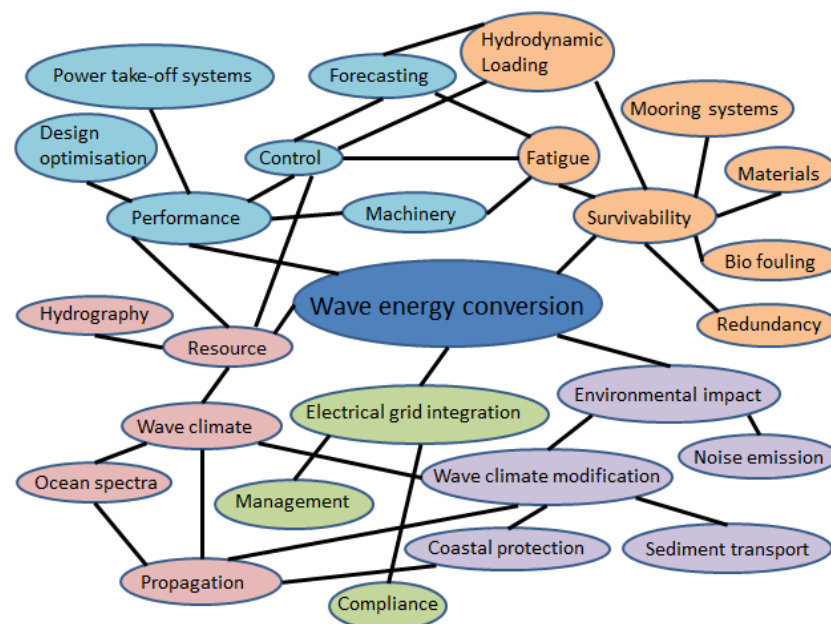 Hydrodynamic
Loading
Power take-off systems
Forecasting
Mooring systems
Design
optimisation
Control
Fatigue
Materials
Performance
Machinery
Survivability
Bio fouling
Wave energy conversion
Hydrography
Redundancy
Resource
Environmental impact
Wave climate
Electrical grid integration
Noise emission
Wave climate modification
Ocean spectra
Management
Coastal protection
Sediment transport
Propagation
Compliance